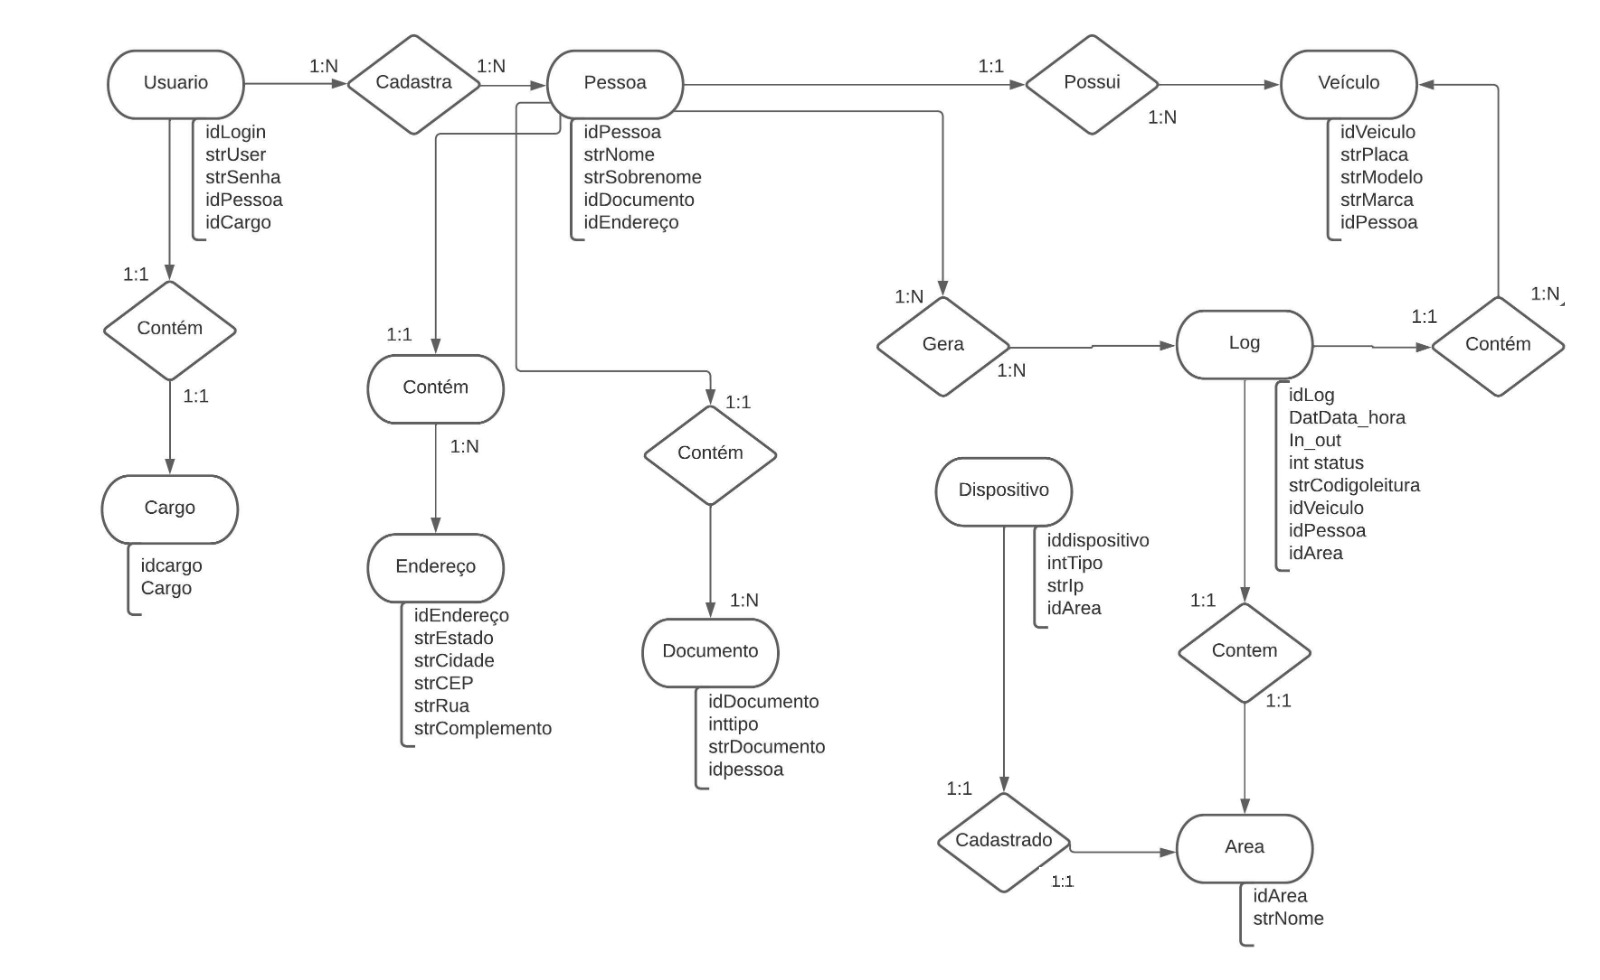 Usuario
idLogin
strUser
strSenha
idPessoa
idCargo
1:N
Cadastra
1:N
Pessoa
idPessoa
strNome
strSobrenome
idDocumento
idEndereço
1:1
Possui
1:N
Veículo
idVeiculo
strPlaca
strModelo
strMarca
idPessoa
1:1
Contém
1:1
Cargo
idcargo
Cargo
1:1
Contém
1:N
Endereço
idEndereço
strEstado
strCidade
strCEP
strRua
strComplemento
1:1
Contém
1:N
Documento
idDocumento
inttipo
strDocumento
idpessoa
1:N
Gera
1:N
Log
idLog
DatData_hora
In_out
int status
strCodigoleitura
idVeiculo
idPessoa
idArea
1:1
Contém
1:N
Dispositivo
iddispositivo
intTipo
strIp
idArea
1:1
Cadastrado
1:1
1:1
Contem
1:1
Area
idArea
strNome